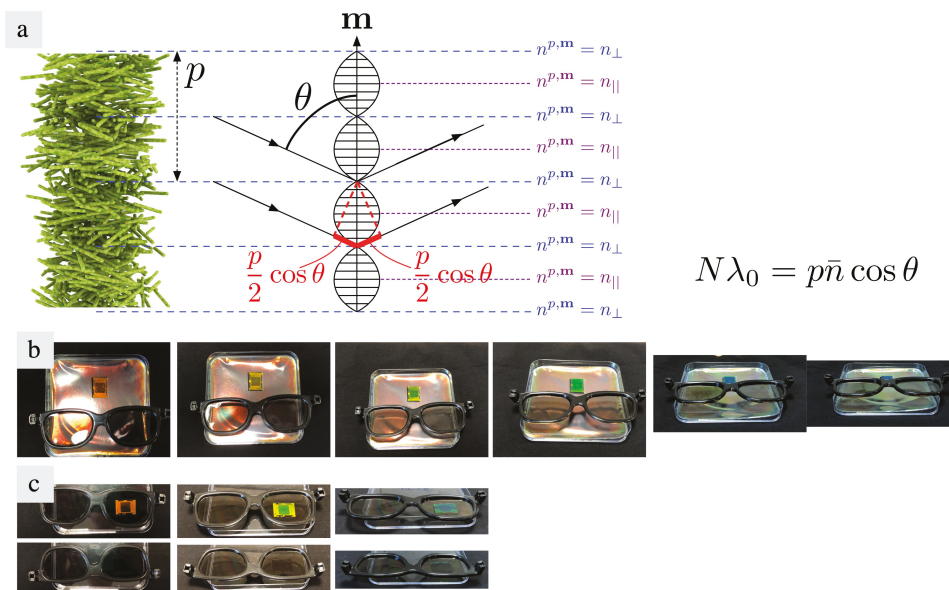 a
m
p
θ
n^{p,m} = n_⊥
n^{p,m} = n_{||}
n^{p,m} = n_⊥
n^{p,m} = n_{||}
n^{p,m} = n_⊥
n^{p,m} = n_{||}
n^{p,m} = n_⊥
n^{p,m} = n_{||}
n^{p,m} = n_⊥
p/2 cos θ
p/2 cos θ
Nλ_0 = p n̄ cos θ
b
c